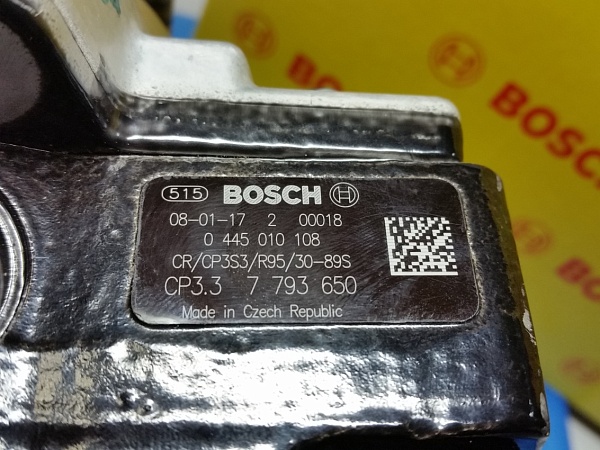 BOSCH
BOSCH
515 BOSCH
08-01-17 2 00018
0 445 010 108
CR/CP3S3/R95/30-89S
CP3.3 7 793 650
Made in Czech Republic